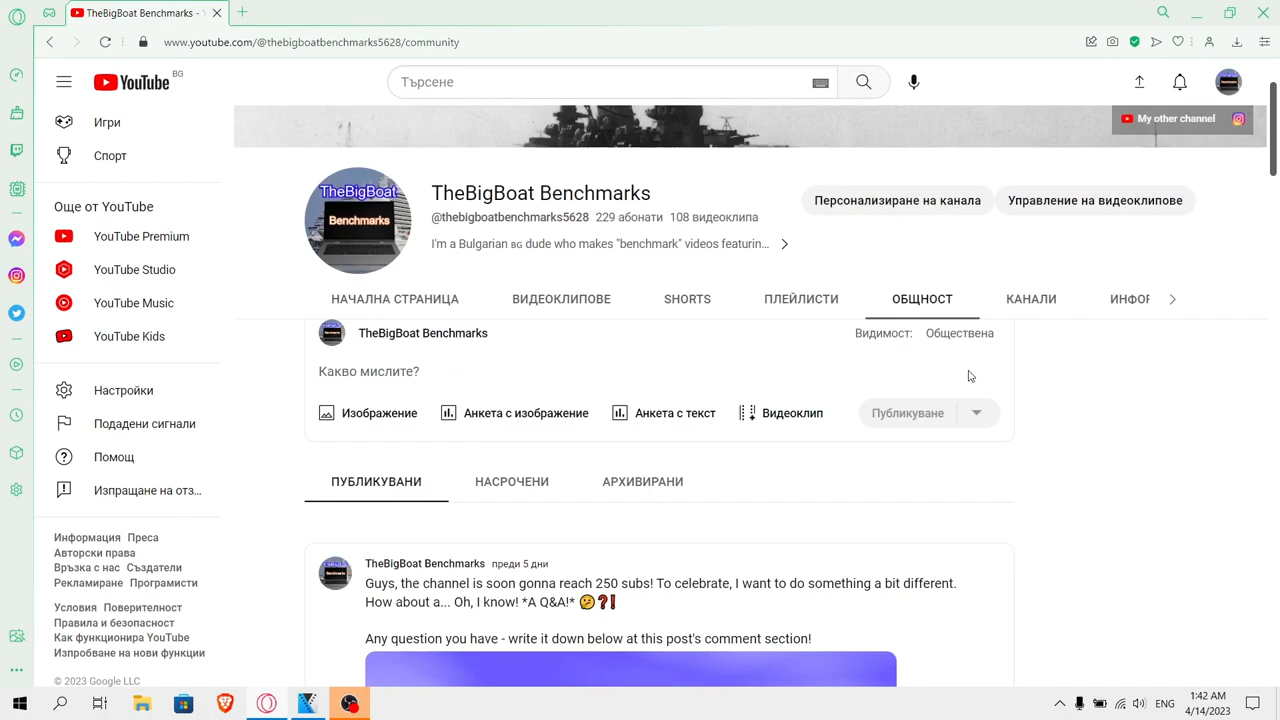 TheBigBoat Benchmarks - YouTube
www.youtube.com/@thebigboatbenchmarks5628/community
YouTube BG
Търсене
Игри
Спорт
Още от YouTube
YouTube Premium
YouTube Studio
YouTube Music
YouTube Kids
Настройки
Подадени сигнали
Помощ
Изпращане на отз...
Информация Преса
Авторски права
Връзка с нас Създатели
Рекламиране Програмисти
Условия Поверителност
Правила и безопасност
Как функционира YouTube
Изпробване на нови функции
© 2023 Google LLC
My other channel
TheBigBoat
Benchmarks
TheBigBoat Benchmarks
@thebigboatbenchmarks5628 229 абонати 108 видеоклипа
I'm a Bulgarian BG dude who makes "benchmark" videos featurin...
Персонализиране на канала
Управление на видеоклипове
НАЧАЛНА СТРАНИЦА ВИДЕОКЛИПОВЕ SHORTS ПЛЕЙЛИСТИ ОБЩНОСТ КАНАЛИ ИНФОР
TheBigBoat Benchmarks
Видимост: Обществена
Какво мислите?
Изображение Анкета с изображение Анкета с текст Видеоклип Публикуване
ПУБЛИКУВАНИ НАСРОЧЕНИ АРХИВИРАНИ
TheBigBoat Benchmarks преди 5 дни
Guys, the channel is soon gonna reach 250 subs! To celebrate, I want to do something a bit different.
How about a... Oh, I know! *A Q&A!* 🤔❓❗
Any question you have - write it down below at this post's comment section!
ENG
1:42 AM
4/14/2023